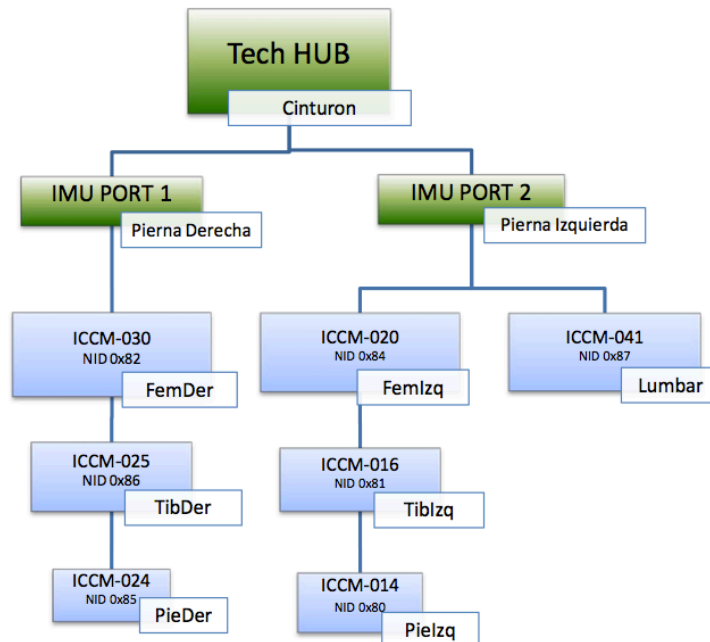 Tech HUB
Cinturon
IMU PORT 1
Pierna Derecha
IMU PORT 2
Pierna Izquierda
ICCM-030
NID 0x82
FemDer
ICCM-020
NID 0x84
FemIzq
ICCM-041
NID 0x87
Lumbar
ICCM-025
NID 0x86
TibDer
ICCM-016
NID 0x81
TibIzq
ICCM-024
NID 0x85
PieDer
ICCM-014
NID 0x80
PieIzq